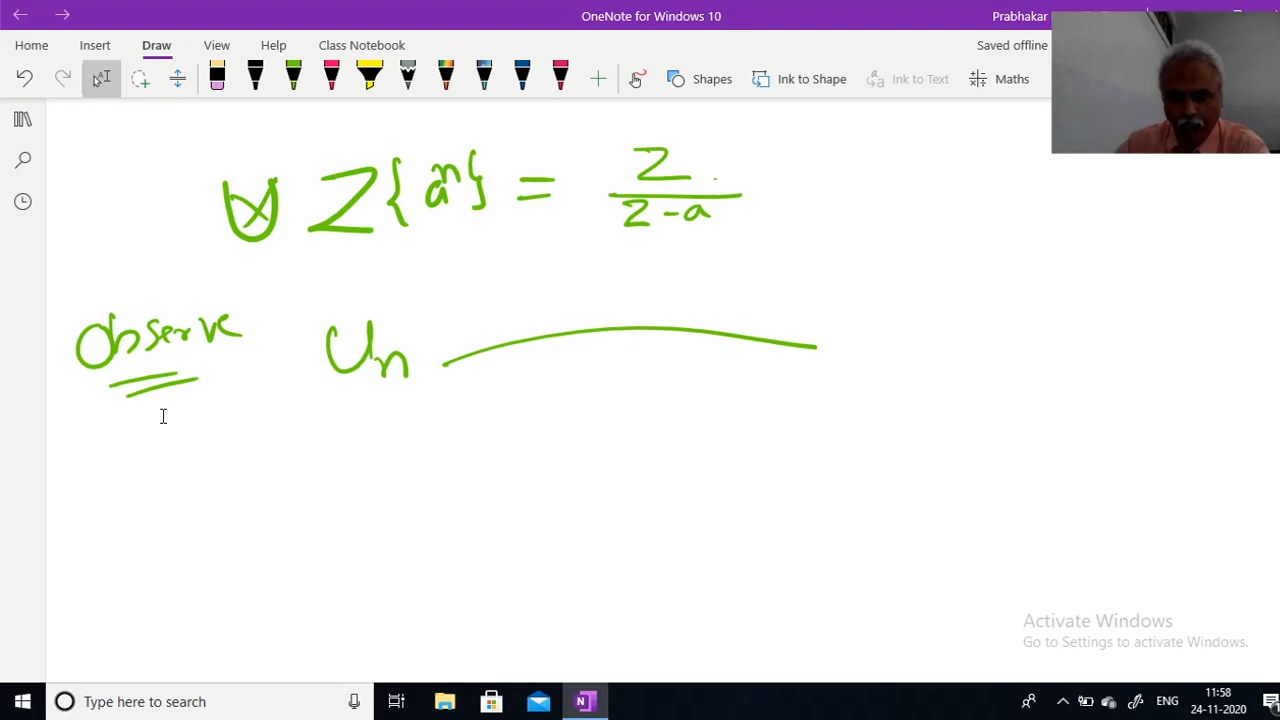 OneNote for Windows 10
Prabhakar
Home Insert Draw View Help Class Notebook
Saved offline
Shapes Ink to Shape Ink to Text Maths
Z{aⁿ} = Z / (Z-a)
Observe Uₙ
Activate Windows
Go to Settings to activate Windows.
Type here to search
ENG
11:58
24-11-2020